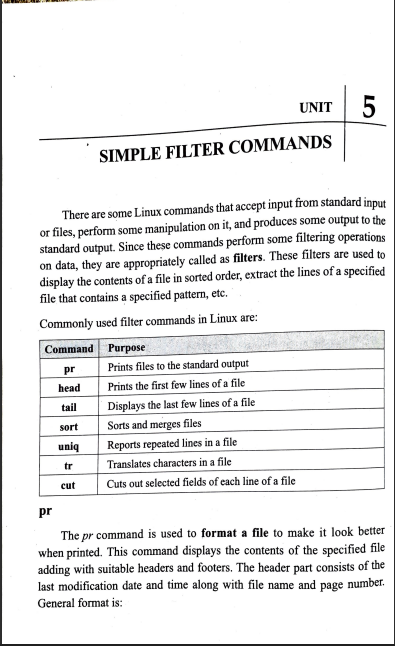 UNIT 5
SIMPLE FILTER COMMANDS
There are some Linux commands that accept input from standard input
or files, perform some manipulation on it, and produces some output to the
standard output. Since these commands perform some filtering operations
on data, they are appropriately called as filters. These filters are used to
display the contents of a file in sorted order, extract the lines of a specified
file that contains a specified pattern, etc.
Commonly used filter commands in Linux are:
Command Purpose
pr Prints files to the standard output
head Prints the first few lines of a file
tail Displays the last few lines of a file
sort Sorts and merges files
uniq Reports repeated lines in a file
tr Translates characters in a file
cut Cuts out selected fields of each line of a file
pr
The pr command is used to format a file to make it look better
when printed. This command displays the contents of the specified file
adding with suitable headers and footers. The header part consists of the
last modification date and time along with file name and page number.
General format is: